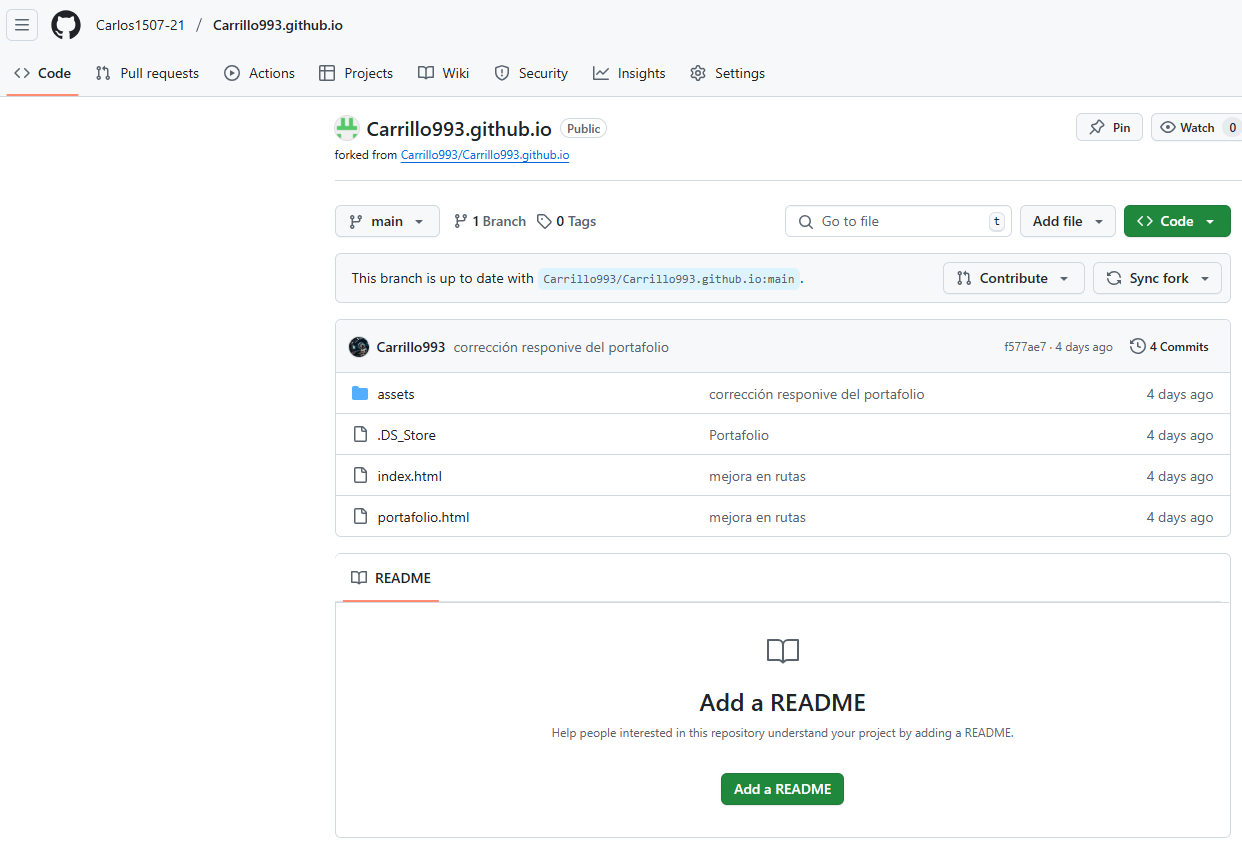 Carlos1507-21 / Carrillo993.github.io
Code Pull requests Actions Projects Wiki Security Insights Settings
Carrillo993.github.io Public Pin Watch 0
forked from Carrillo993/Carrillo993.github.io
main 1 Branch 0 Tags Go to file t Add file Code
This branch is up to date with Carrillo993/Carrillo993.github.io:main . Contribute Sync fork
Carrillo993 corrección responive del portafolio f577ae7 · 4 days ago 4 Commits
assets corrección responive del portafolio 4 days ago
.DS_Store Portafolio 4 days ago
index.html mejora en rutas 4 days ago
portafolio.html mejora en rutas 4 days ago
README
Add a README
Help people interested in this repository understand your project by adding a README.
Add a README